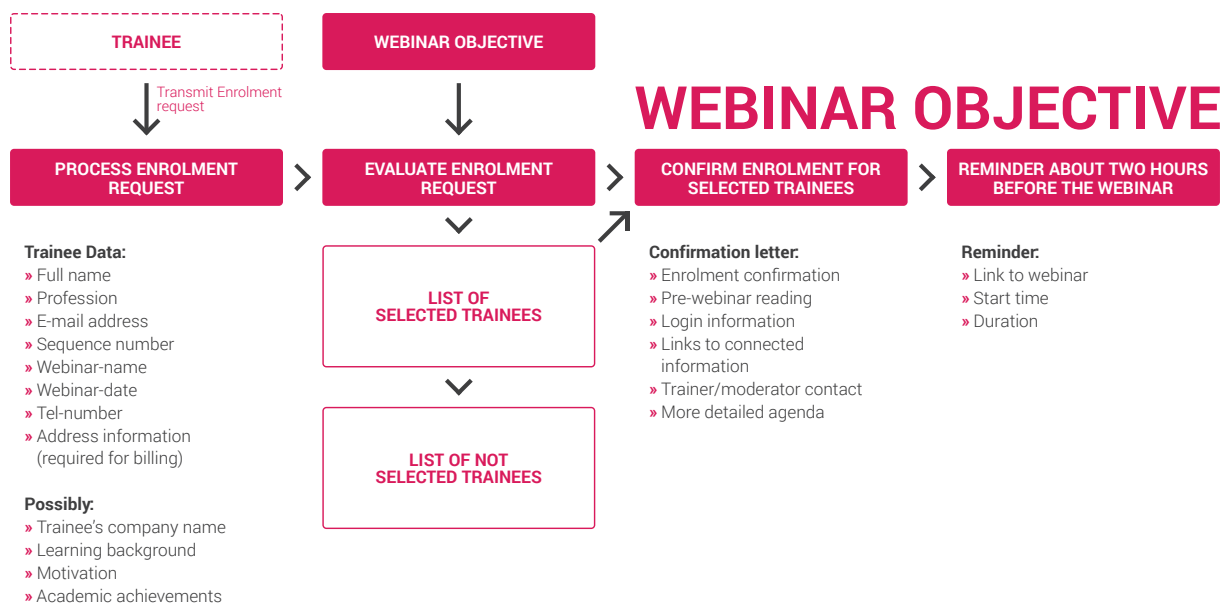 TRAINEE
WEBINAR OBJECTIVE
Transmit Enrolment
request
WEBINAR OBJECTIVE
PROCESS ENROLMENT
REQUEST
EVALUATE ENROLMENT
REQUEST
CONFIRM ENROLMENT FOR
SELECTED TRAINEES
REMINDER ABOUT TWO HOURS
BEFORE THE WEBINAR
Trainee Data:
» Full name
» Profession
» E-mail address
» Sequence number
» Webinar-name
» Webinar-date
» Tel-number
» Address information
(required for billing)
Possibly:
» Trainee's company name
» Learning background
» Motivation
» Academic achievements
LIST OF
SELECTED TRAINEES
LIST OF NOT
SELECTED TRAINEES
Confirmation letter:
» Enrolment confirmation
» Pre-webinar reading
» Login information
» Links to connected
information
» Trainer/moderator contact
» More detailed agenda
Reminder:
» Link to webinar
» Start time
» Duration